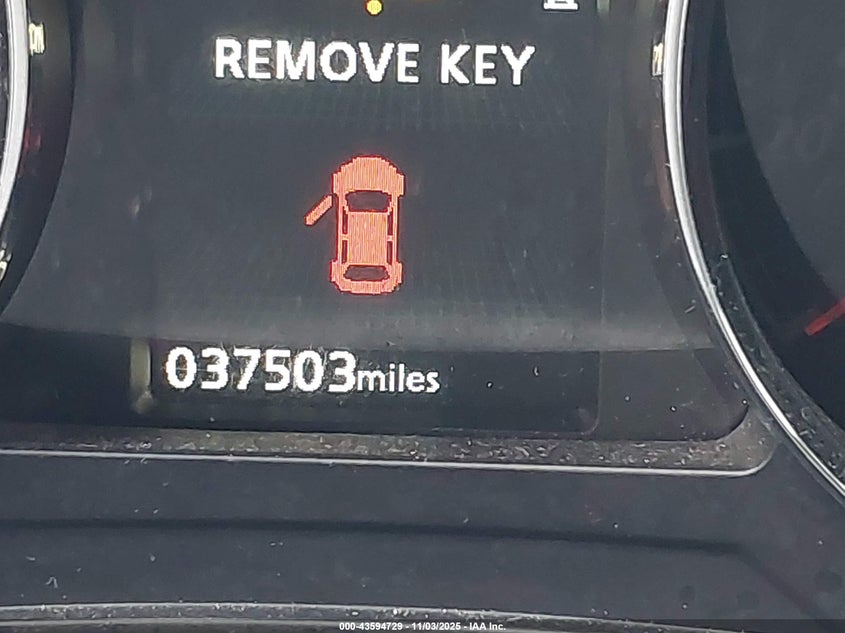 REMOVE KEY
037503miles
000-43594729 - 11/03/2025 - IAA Inc.